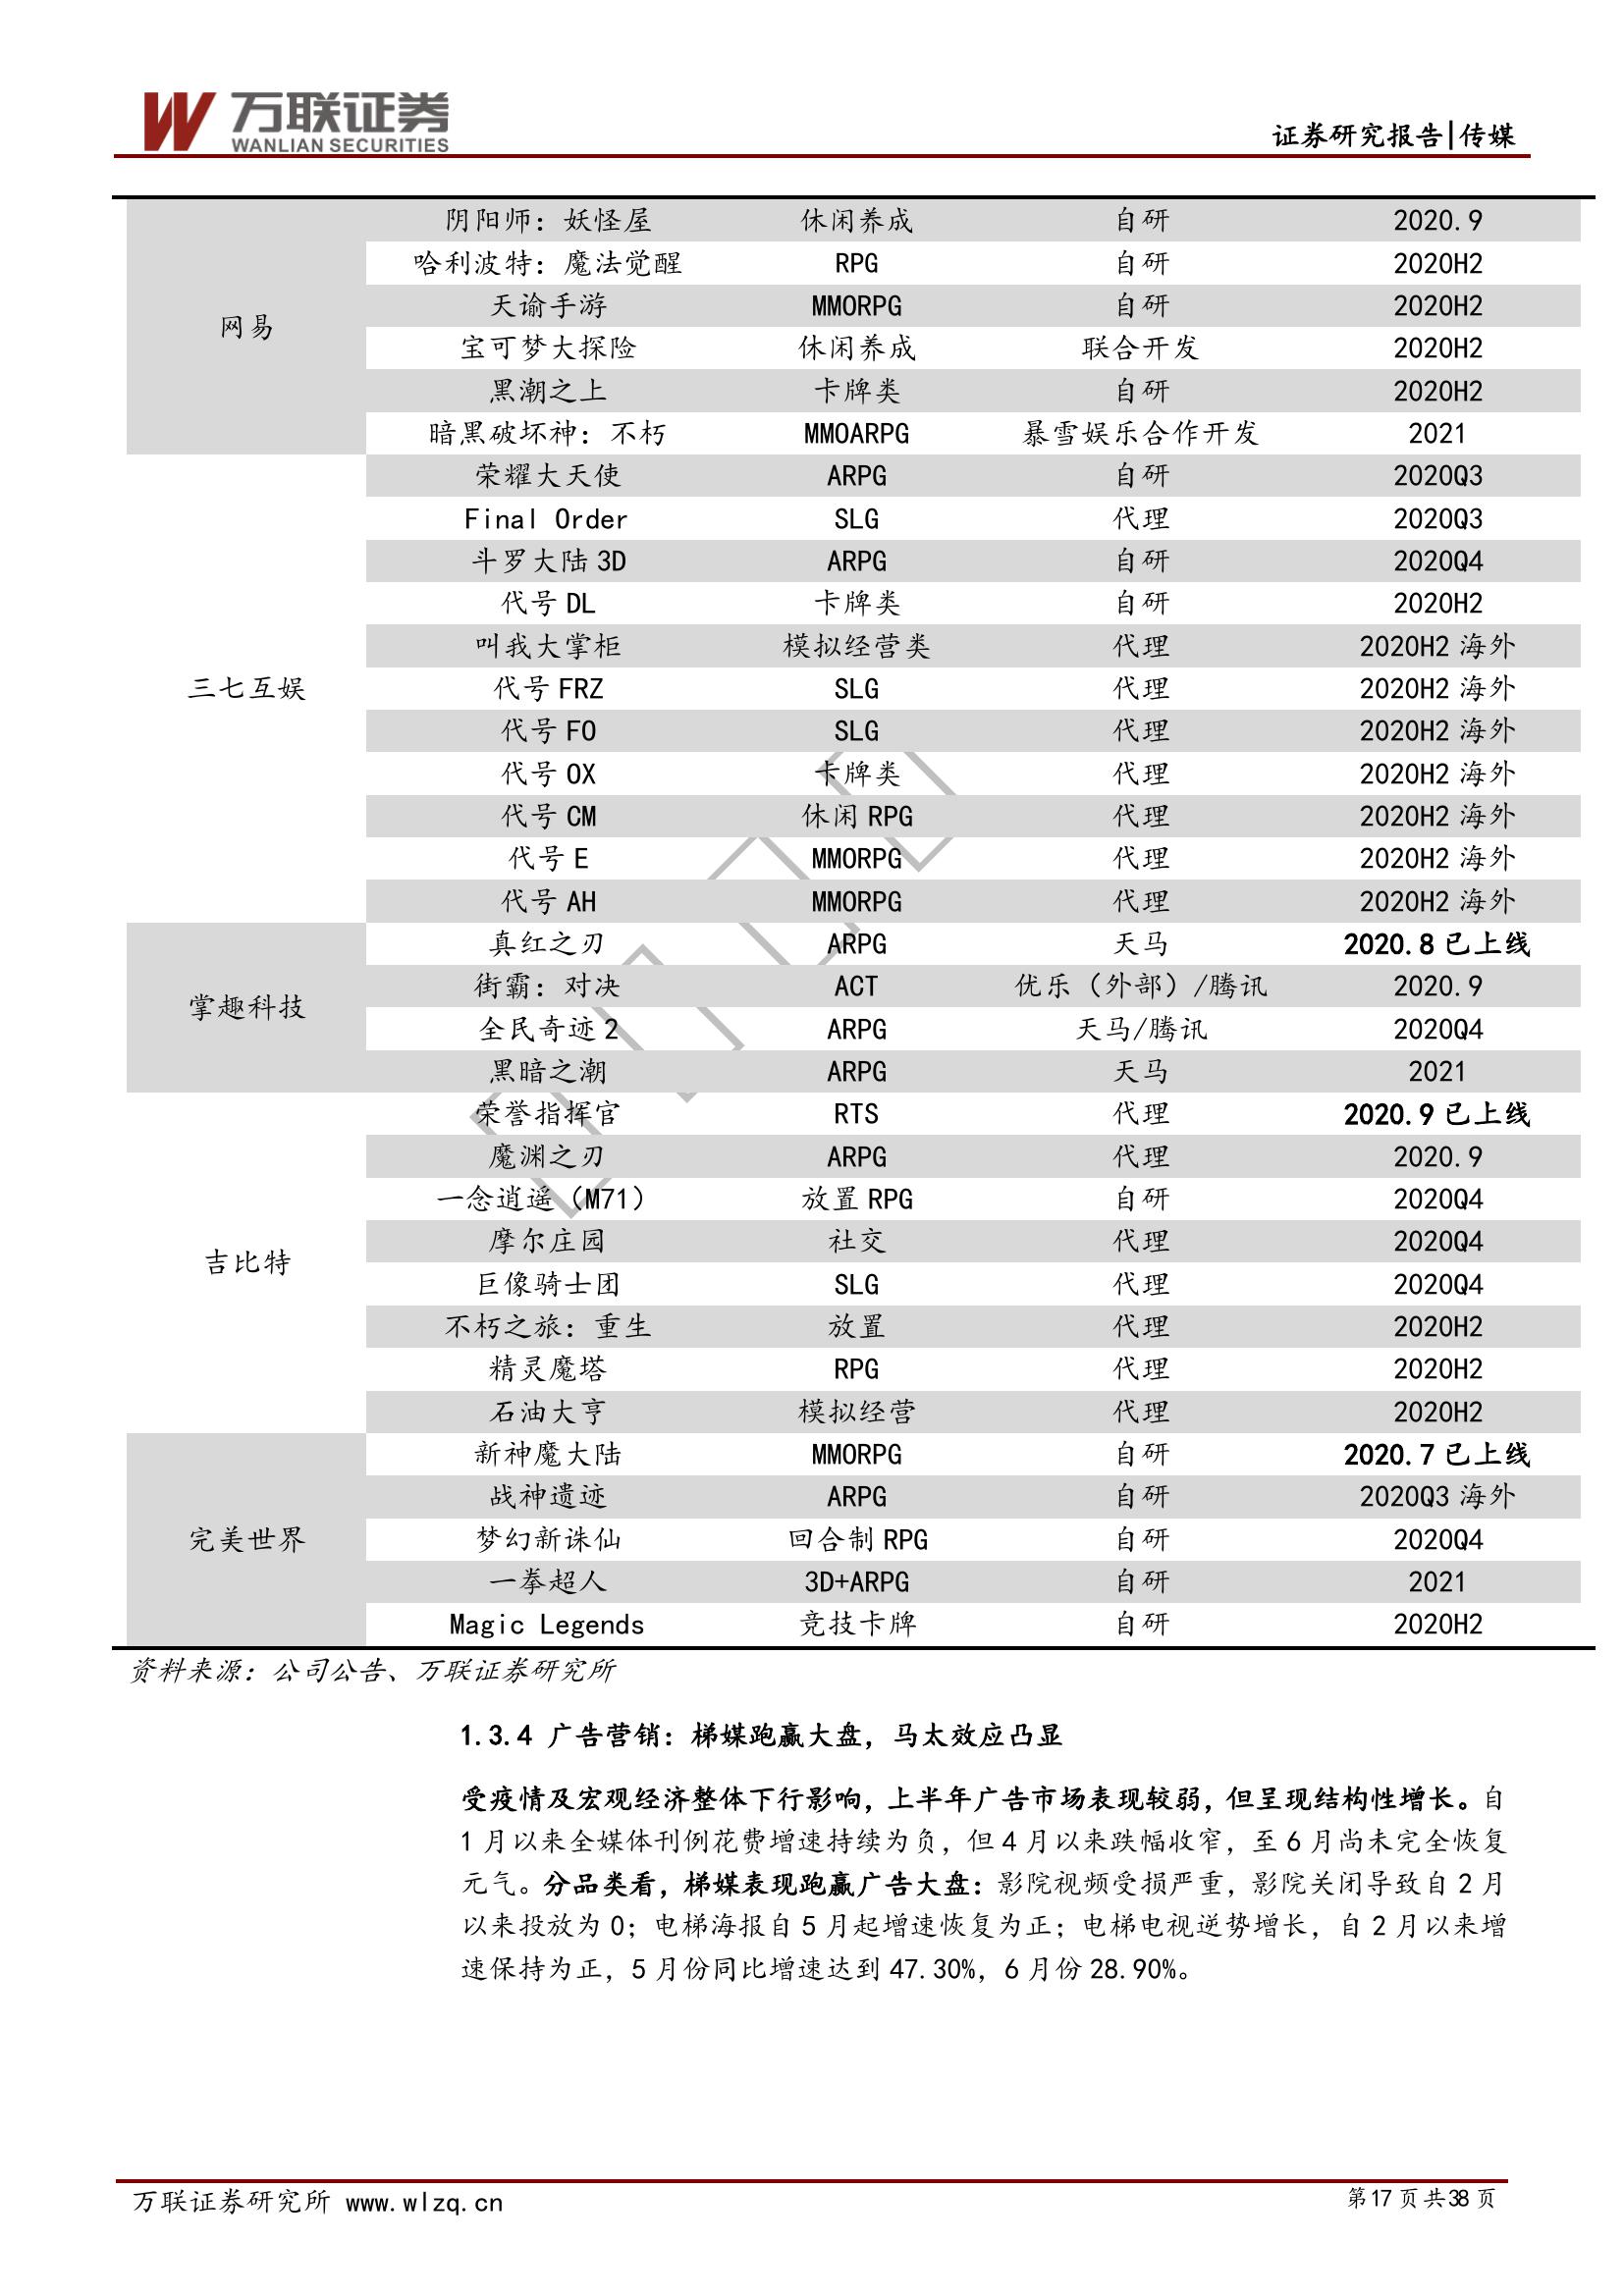 万联证券
WANLIAN SECURITIES
证券研究报告|传媒
网易
阴阳师：妖怪屋 休闲养成 自研 2020.9
哈利波特：魔法觉醒 RPG 自研 2020H2
天谕手游 MMORPG 自研 2020H2
宝可梦大探险 休闲养成 联合开发 2020H2
黑潮之上 卡牌类 自研 2020H2
暗黑破坏神：不朽 MMOARPG 暴雪娱乐合作开发 2021
三七互娱
荣耀大天使 ARPG 自研 2020Q3
Final Order SLG 代理 2020Q3
斗罗大陆 3D ARPG 自研 2020Q4
代号 DL 卡牌类 自研 2020H2
叫我大掌柜 模拟经营类 代理 2020H2 海外
代号 FRZ SLG 代理 2020H2 海外
代号 FO SLG 代理 2020H2 海外
代号 OX 卡牌类 代理 2020H2 海外
代号 CM 休闲 RPG 代理 2020H2 海外
代号 E MMORPG 代理 2020H2 海外
代号 AH MMORPG 代理 2020H2 海外
掌趣科技
真红之刃 ARPG 天马 2020.8 已上线
街霸：对决 ACT 优乐（外部）/腾讯 2020.9
全民奇迹 2 ARPG 天马/腾讯 2020Q4
黑暗之潮 ARPG 天马 2021
吉比特
荣誉指挥官 RTS 代理 2020.9 已上线
魔渊之刃 ARPG 代理 2020.9
一念逍遥（M71） 放置 RPG 自研 2020Q4
摩尔庄园 社交 代理 2020Q4
巨像骑士团 SLG 代理 2020Q4
不朽之旅：重生 放置 代理 2020H2
精灵魔塔 RPG 代理 2020H2
石油大亨 模拟经营 代理 2020H2
完美世界
新神魔大陆 MMORPG 自研 2020.7 已上线
战神遗迹 ARPG 自研 2020Q3 海外
梦幻新诛仙 回合制 RPG 自研 2020Q4
一拳超人 3D+ARPG 自研 2021
Magic Legends 竞技卡牌 自研 2020H2
资料来源：公司公告、万联证券研究所
1.3.4 广告营销：梯媒跑赢大盘，马太效应凸显
受疫情及宏观经济整体下行影响，上半年广告市场表现较弱，但呈现结构性增长。自
1 月以来全媒体刊例花费增速持续为负，但 4 月以来跌幅收窄，至 6 月尚未完全恢复
元气。分品类看，梯媒表现跑赢广告大盘：影院视频受损严重，影院关闭导致自 2 月
以来投放为 0；电梯海报自 5 月起增速恢复为正；电梯电视逆势增长，自 2 月以来增
速保持为正，5 月份同比增速达到 47.30%，6 月份 28.90%。
万联证券研究所 www.wlzq.cn
第 17 页 共 38 页